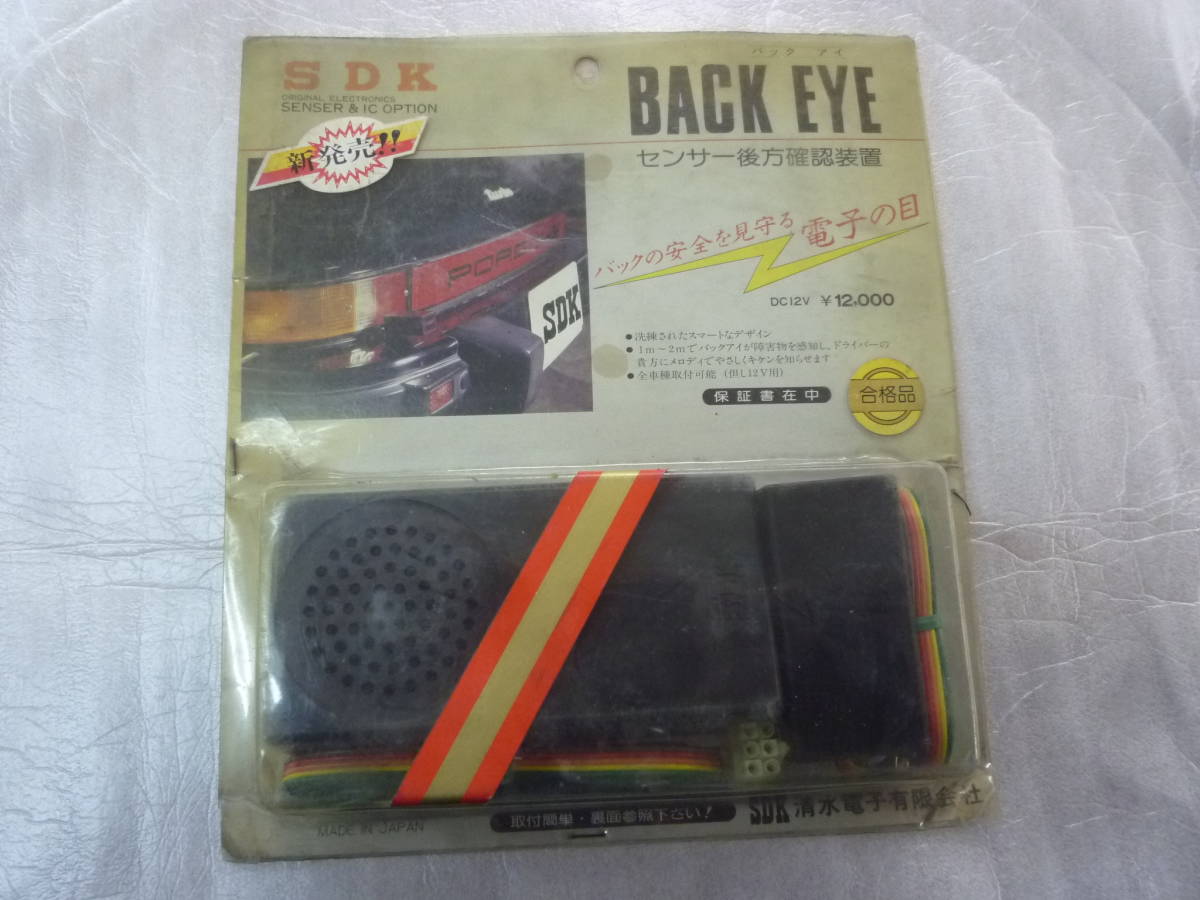 SDK
ORIGINAL ELECTRONICS
SENSER & IC OPTION
新発売!!
バック アイ
BACK EYE
センサー後方確認装置
バックの安全を見守る電子の目
DC12V ¥12,000
turbo
SDK
●洗練されたスマートなデザイン
●1m～2mでバックアイが障害物を感知し、ドライバーの
貴方にメロディでやさしくキケンを知らせます
●全車種取付可能(但し12V用)
保証書在中
合格品
MADE IN JAPAN
取付簡単・裏面参照下さい!
SDK 清水電子有限会社